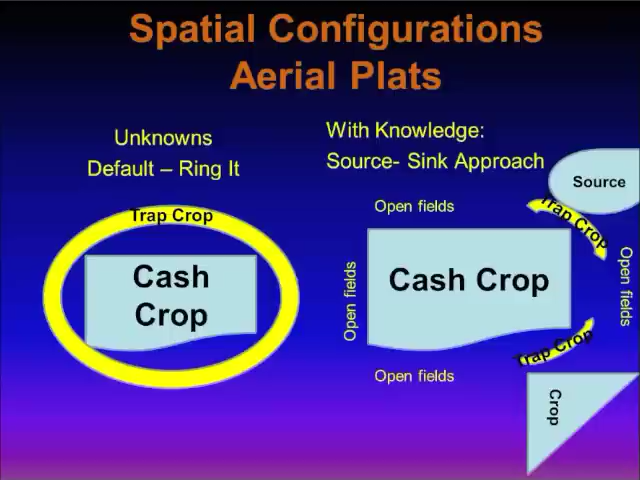 Spatial Configurations
Aerial Plats
Unknowns
Default – Ring It
Trap Crop
Cash
Crop
With Knowledge:
Source- Sink Approach
Source
Open fields
Trap Crop
Open fields
Cash Crop
Open fields
Trap Crop
Open fields
Crop